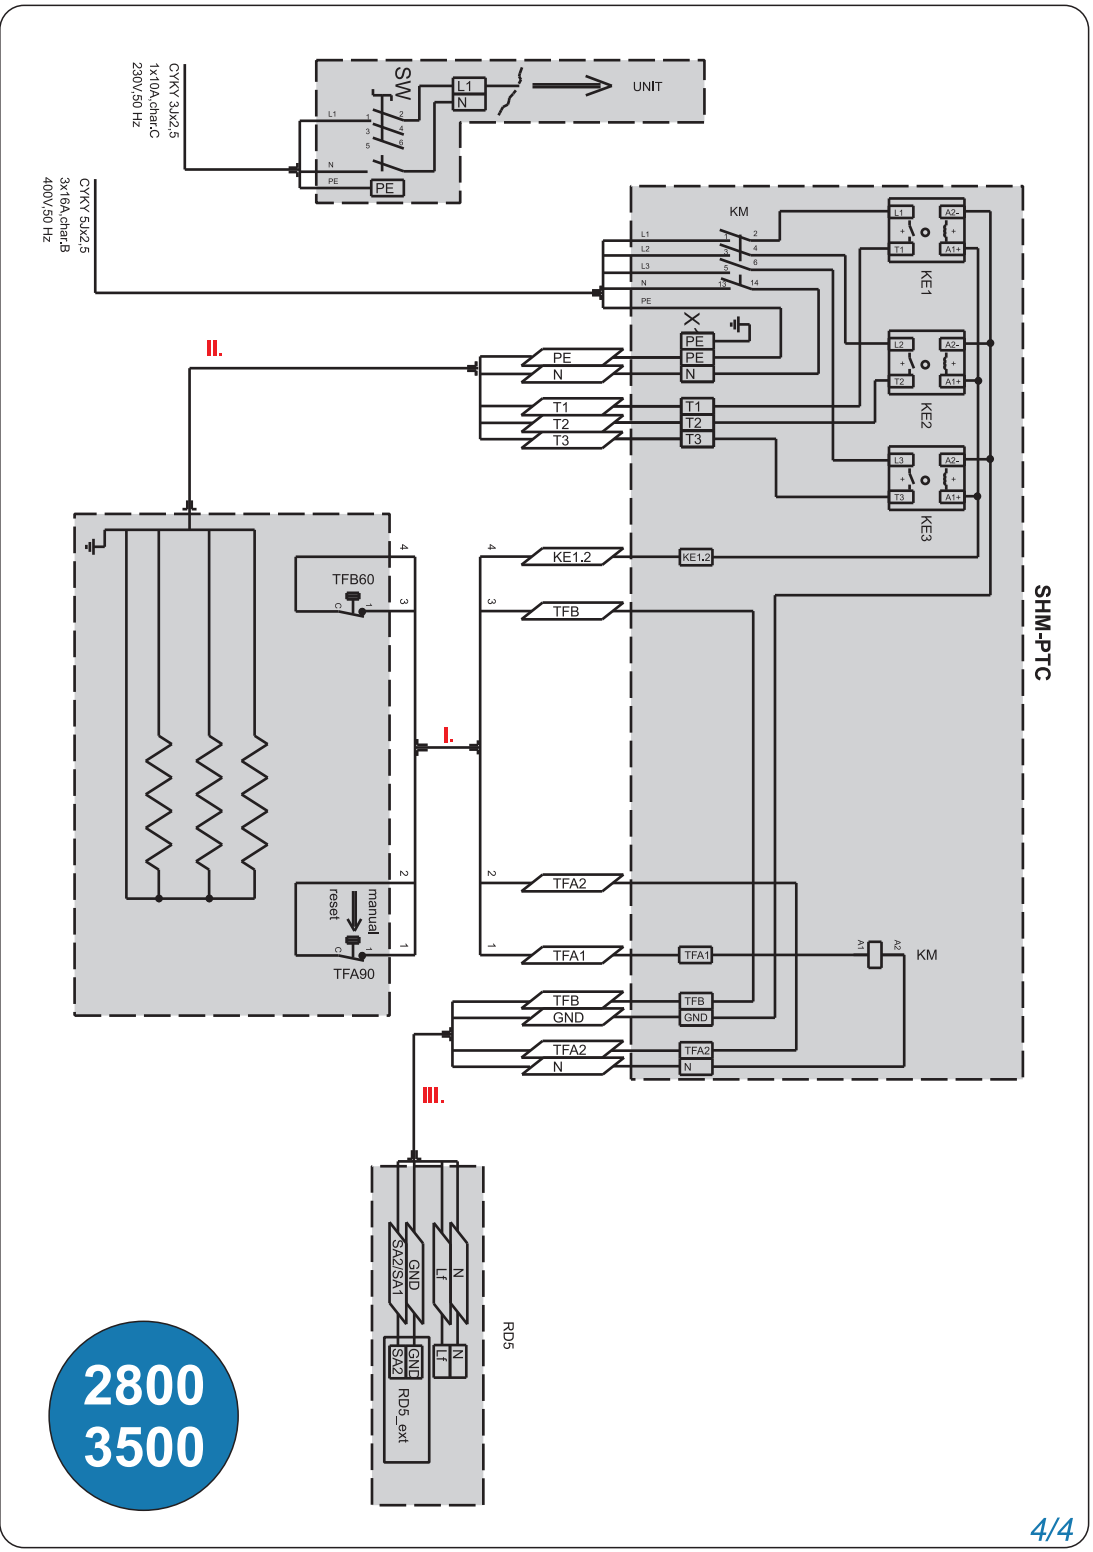 CYKY 3Jx2,5
1x10A,char.C
230V,50 Hz
CYKY 5Jx2,5
3x16A,char.B
400V,50 Hz
SW
L1
N
UNIT
L1
1
2
3
4
5
6
N
PE
PE
KM
L1
L2
L3
N
PE
1
2
3
4
5
6
13
14
L1
A2-
+
+
T1
A1+
KE1
L2
A2-
+
+
T2
A1+
KE2
L3
A2-
+
+
T3
A1+
KE3
X
PE
PE
N
T1
T2
T3
PE
N
T1
T2
T3
II.
SHM-PTC
4
3
TFB60
C
1
4
3
KE1.2
TFB
KE1.2
I.
2
1
manual
reset
C
1
TFA90
2
1
TFA2
TFA1
TFA1
A1
A2
KM
TFB
GND
TFA2
N
TFB
GND
TFA2
N
III.
SA2/SA1
GND
Lf
N
SA2
GND
Lf
N
RD5_ext
RD5
2800
3500
4/4